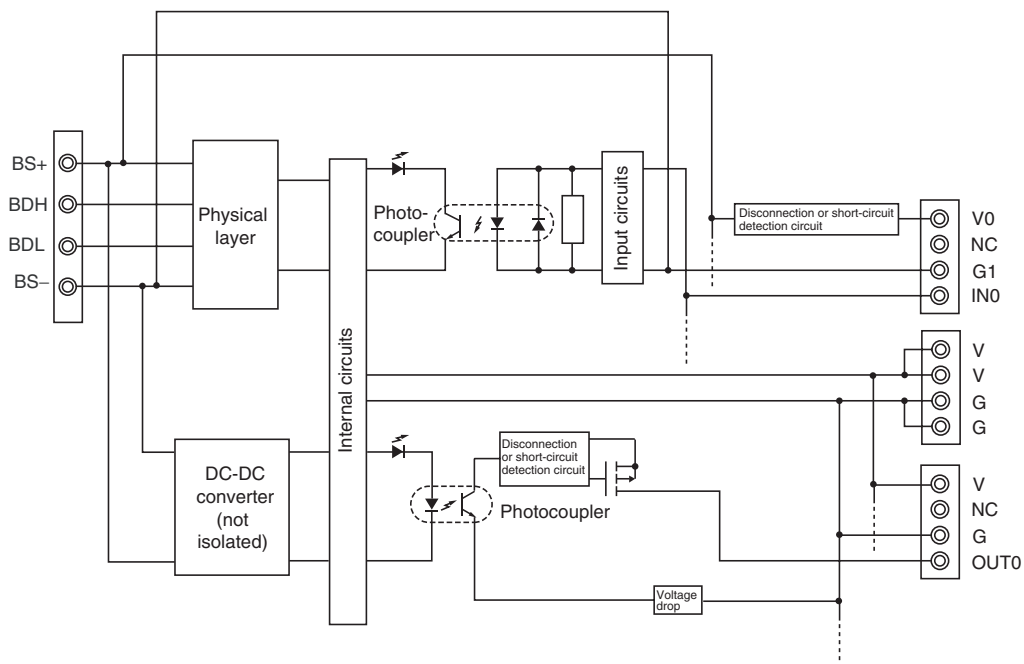 BS+
BDH
BDL
BS−
Physical
layer
Photo-
coupler
Input circuits
Disconnection or short-circuit
detection circuit
V0
NC
G1
IN0
Internal circuits
V
V
G
G
DC-DC
converter
(not
isolated)
Disconnection
or short-circuit
detection circuit
Photocoupler
Voltage
drop
V
NC
G
OUT0